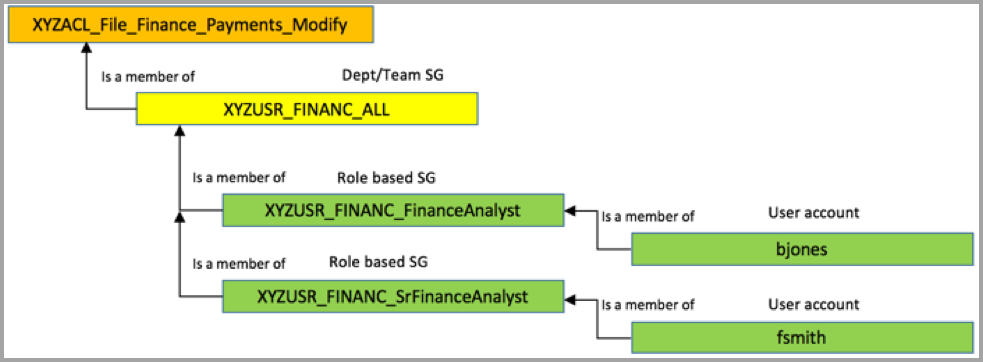 XYZACL_File_Finance_Payments_Modify
Is a member of
Dept/Team SG
XYZUSR_FINANC_ALL
Is a member of
Role based SG
XYZUSR_FINANC_FinanceAnalyst
Is a member of
User account
bjones
Is a member of
Role based SG
XYZUSR_FINANC_SrFinanceAnalyst
Is a member of
User account
fsmith